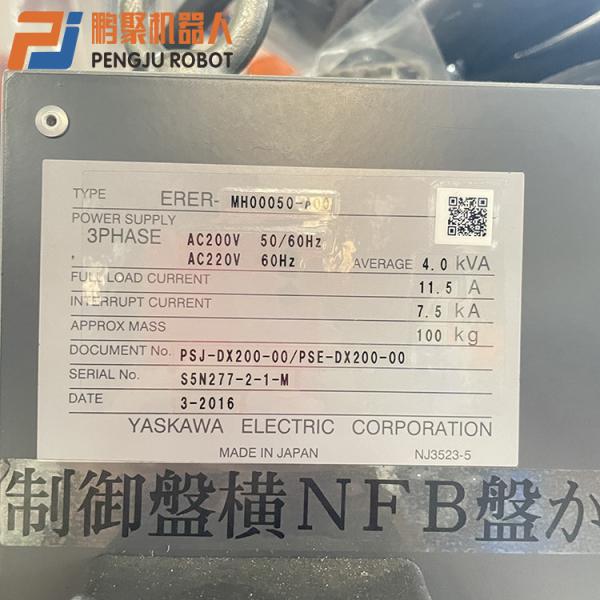 鹏聚机器人
PENGJU ROBOT
TYPE ERER- MH00050-A00
POWER SUPPLY
3PHASE AC200V 50/60Hz
, AC220V 60Hz AVERAGE 4.0 kVA
FULL LOAD CURRENT 11.5 A
INTERRUPT CURRENT 7.5 kA
APPROX MASS 100 kg
DOCUMENT No. PSJ-DX200-00/PSE-DX200-00
SERIAL No. S5N277-2-1-M
DATE 3-2016
YASKAWA ELECTRIC CORPORATION
MADE IN JAPAN NJ3523-5
制御盤横NFB盤か